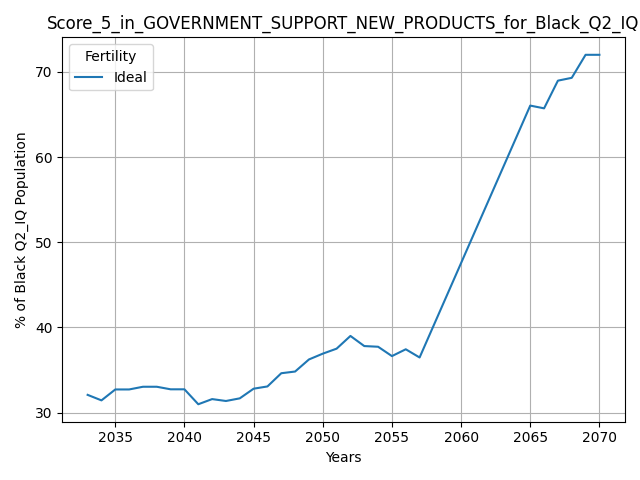 Score_5_in_GOVERNMENT_SUPPORT_NEW_PRODUCTS_for_Black_Q2_IQ
Fertility
Ideal
70
60
50
40
30
% of Black Q2_IQ Population
2035 2040 2045 2050 2055 2060 2065 2070
Years